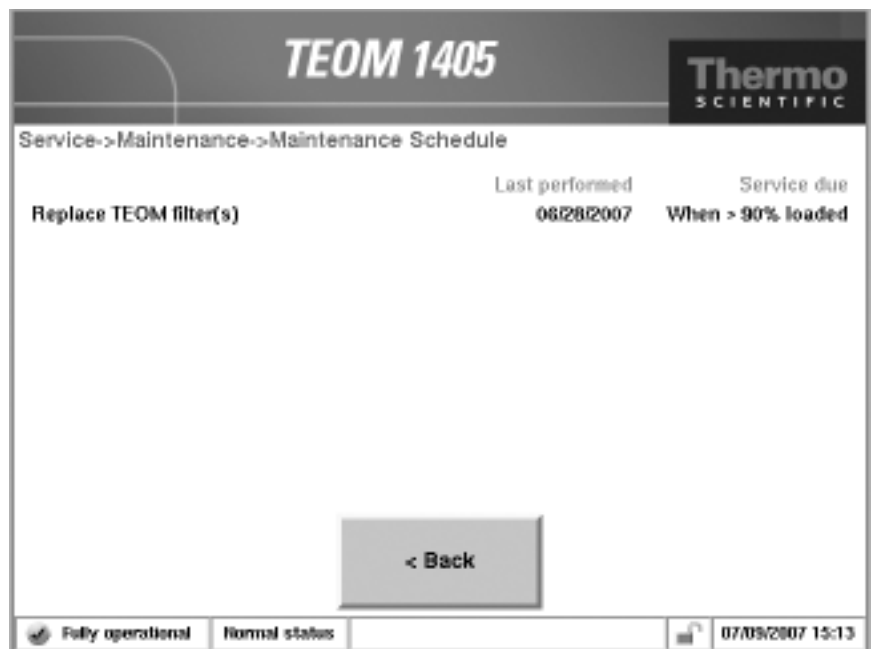 TEOM 1405
Thermo
SCIENTIFIC
Service->Maintenance->Maintenance Schedule
Last performed Service due
Replace TEOM filter(s) 06/28/2007 When > 90% loaded
< Back
Fully operational Normal status 07/09/2007 15:13